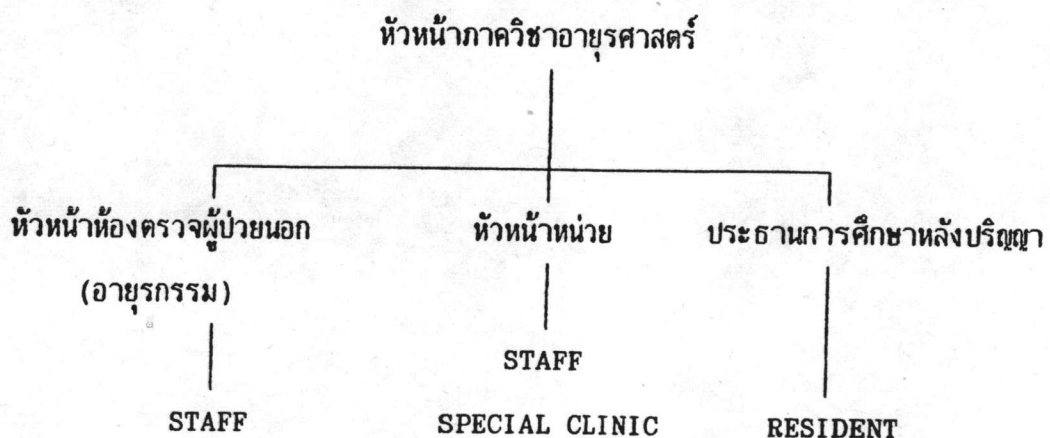 หัวหน้าภาควิชาอายุรศาสตร์
หัวหน้าห้องตรวจผู้ป่วยนอก
(อายุรกรรม)
หัวหน้าหน่วย
ประธานการศึกษาหลังปริญญา
STAFF
STAFF
SPECIAL CLINIC
RESIDENT